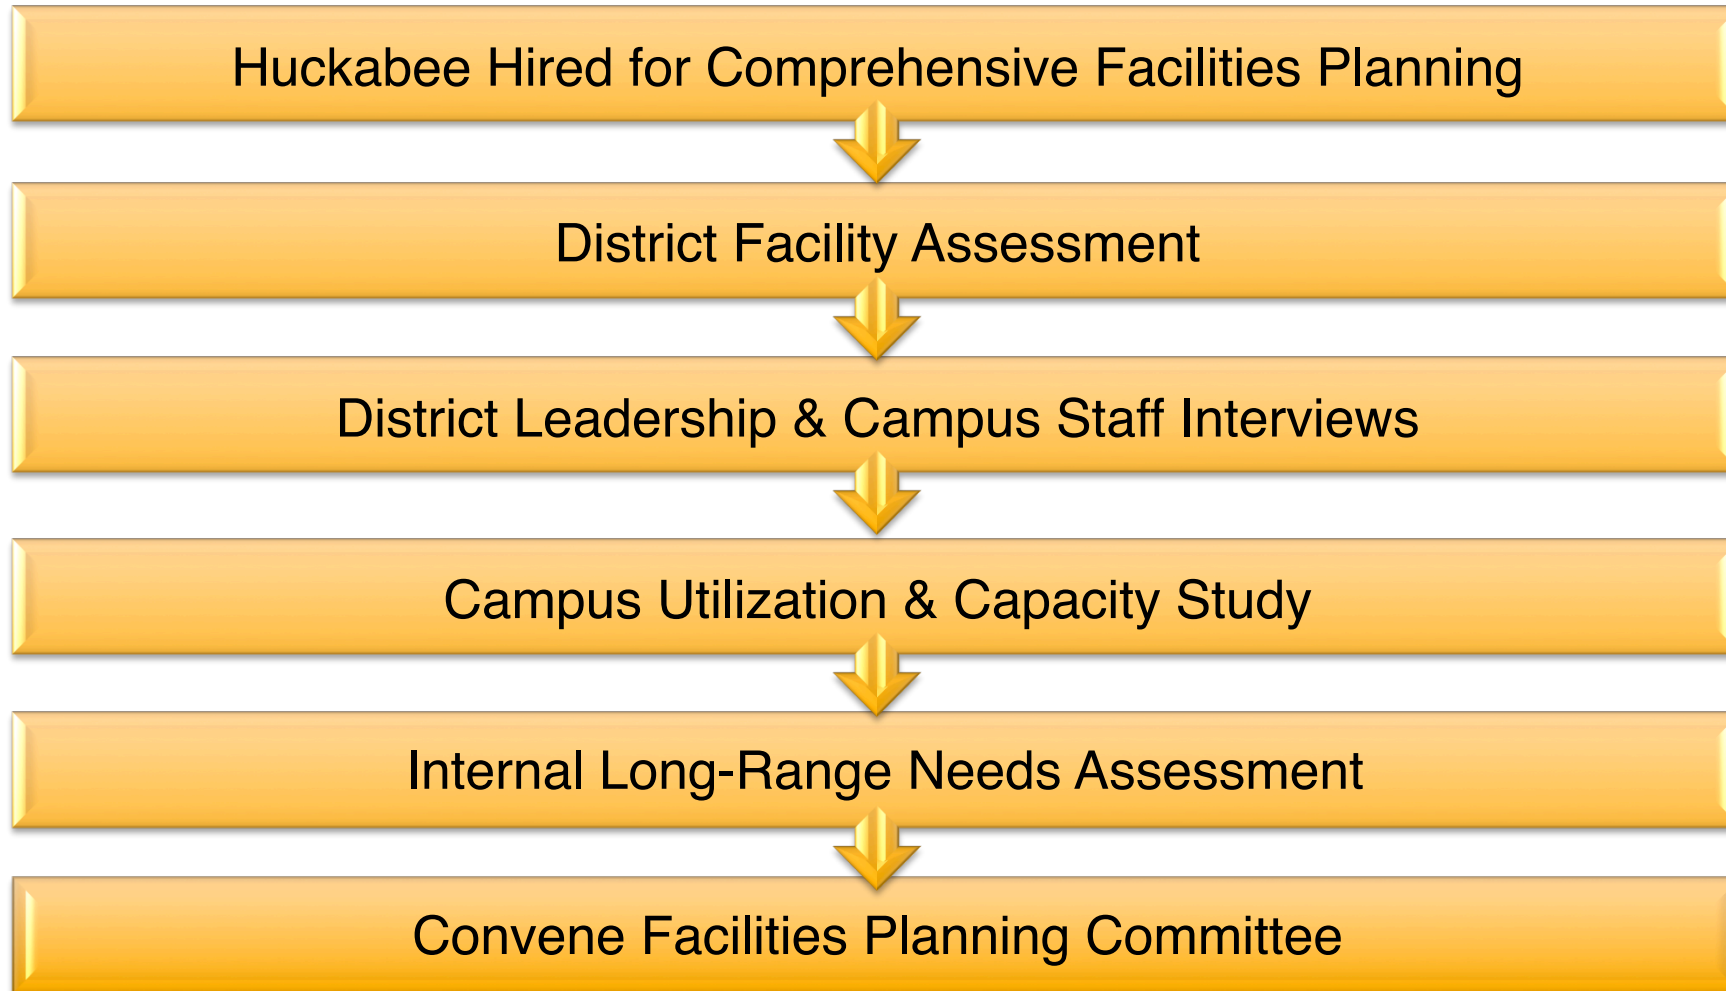 Huckabee Hired for Comprehensive Facilities Planning
District Facility Assessment
District Leadership & Campus Staff Interviews
Campus Utilization & Capacity Study
Internal Long-Range Needs Assessment
Convene Facilities Planning Committee